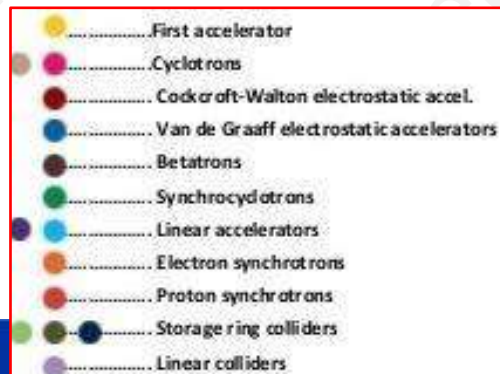 ................First accelerator
................Cyclotrons
................ Cockcroft-Walton electrostatic accel.
................ Van de Graaff electrostatic accelerators
................ Betatrons
................ Synchrocyclotrons
................ Linear accelerators
................ Electron synchrotrons
................ Proton synchrotrons
................ Storage ring colliders
................ Linear colliders